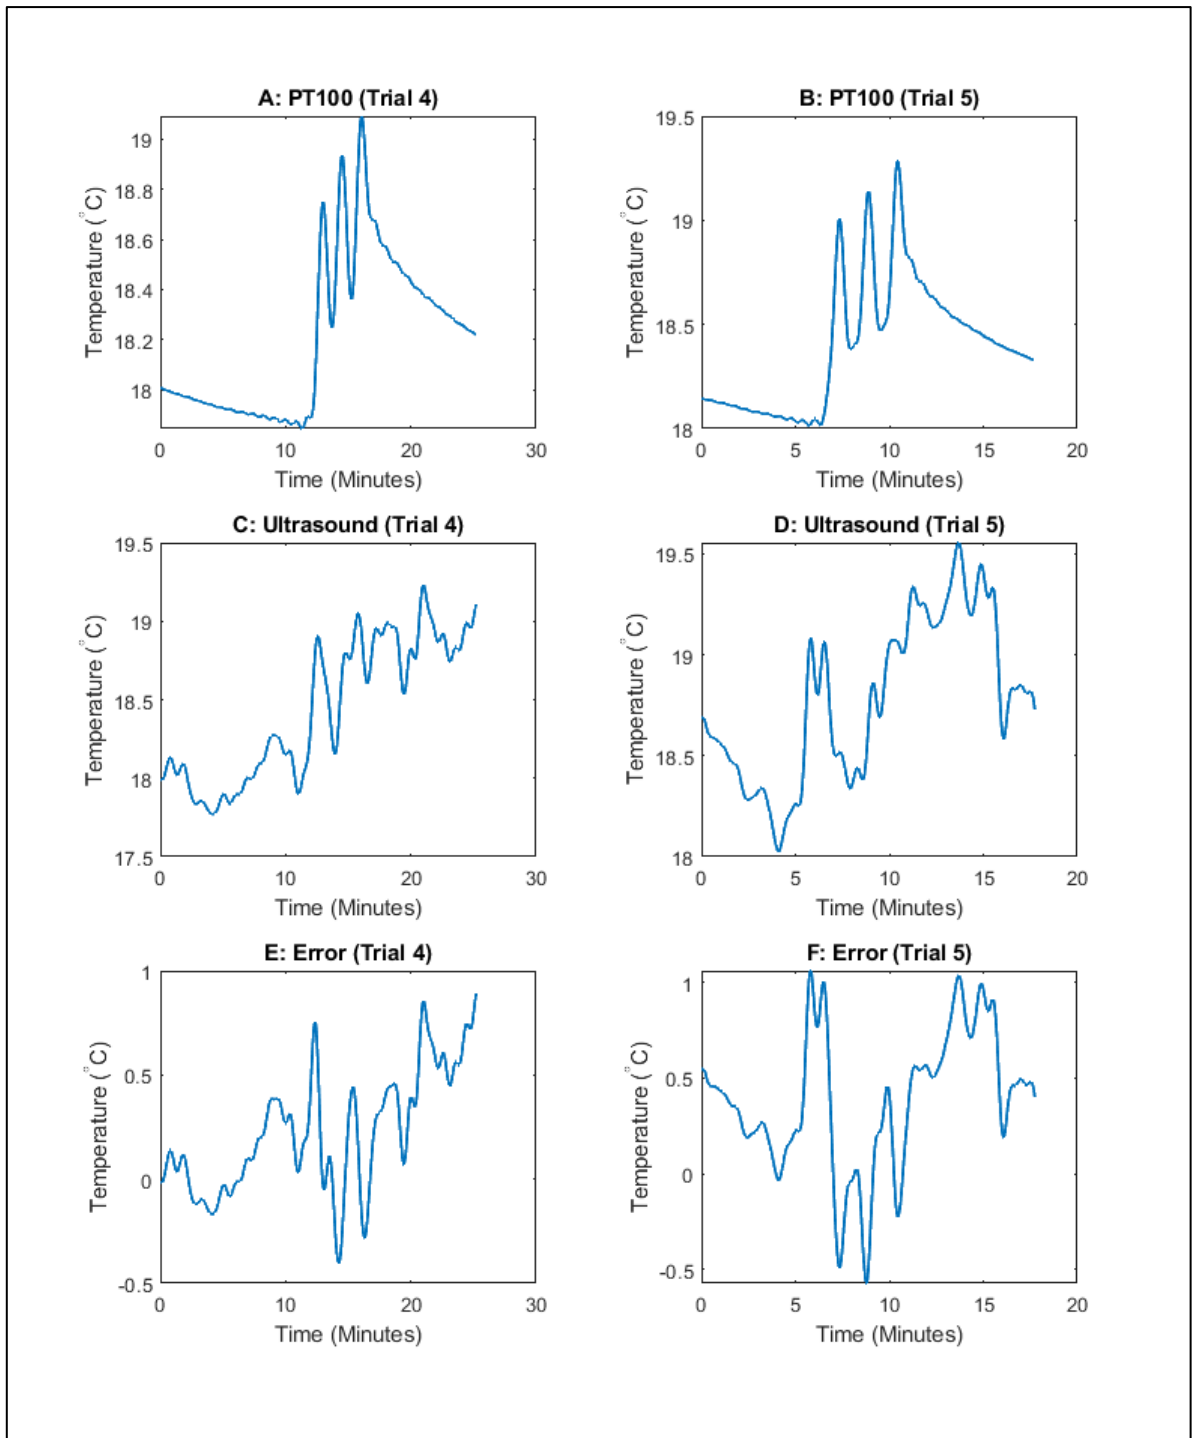 A: PT100 (Trial 4)
Temperature (°C)
19
18.8
18.6
18.4
18.2
18
0 10 20 30
Time (Minutes)
B: PT100 (Trial 5)
Temperature (°C)
19.5
19
18.5
18
0 5 10 15 20
Time (Minutes)
C: Ultrasound (Trial 4)
Temperature (°C)
19.5
19
18.5
18
17.5
0 10 20 30
Time (Minutes)
D: Ultrasound (Trial 5)
Temperature (°C)
19.5
19
18.5
18
0 5 10 15 20
Time (Minutes)
E: Error (Trial 4)
Temperature (°C)
1
0.5
0
-0.5
0 10 20 30
Time (Minutes)
F: Error (Trial 5)
Temperature (°C)
1
0.5
0
-0.5
0 5 10 15 20
Time (Minutes)